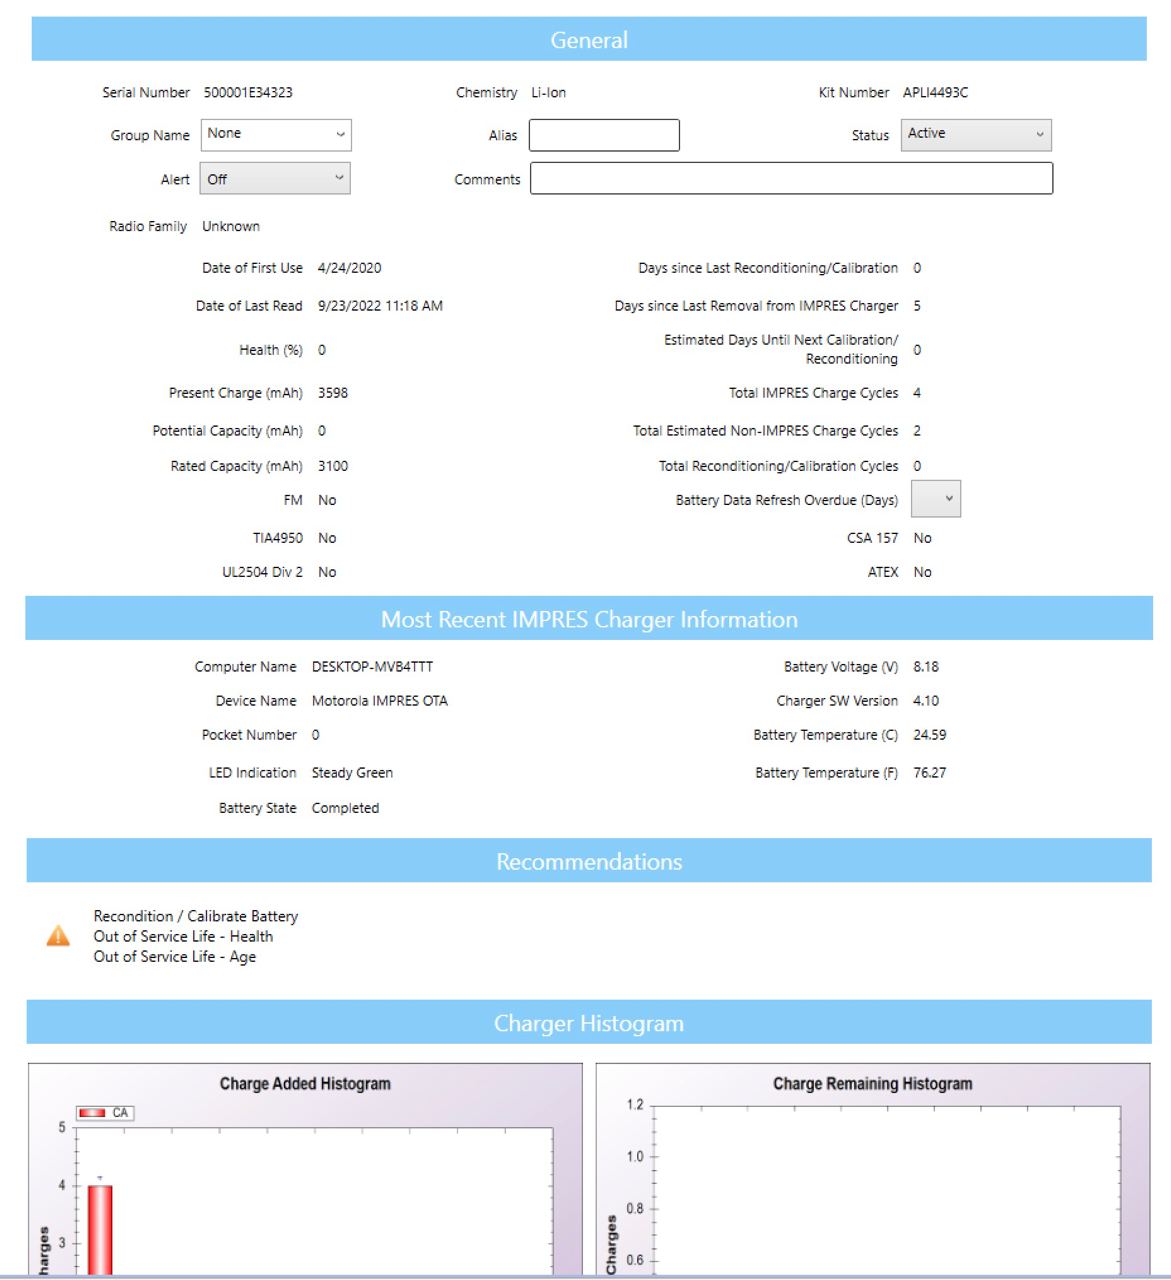 General
Serial Number 500001E34323 Chemistry Li-Ion Kit Number APLI4493C
Group Name None Alias Status Active
Alert Off Comments
Radio Family Unknown
Date of First Use 4/24/2020 Days since Last Reconditioning/Calibration 0
Date of Last Read 9/23/2022 11:18 AM Days since Last Removal from IMPRES Charger 5
Health (%) 0 Estimated Days Until Next Calibration/
Reconditioning 0
Present Charge (mAh) 3598 Total IMPRES Charge Cycles 4
Potential Capacity (mAh) 0 Total Estimated Non-IMPRES Charge Cycles 2
Rated Capacity (mAh) 3100 Total Reconditioning/Calibration Cycles 0
FM No Battery Data Refresh Overdue (Days)
TIA4950 No CSA 157 No
UL2504 Div 2 No ATEX No
Most Recent IMPRES Charger Information
Computer Name DESKTOP-MVB4TTT Battery Voltage (V) 8.18
Device Name Motorola IMPRES OTA Charger SW Version 4.10
Pocket Number 0 Battery Temperature (C) 24.59
LED Indication Steady Green Battery Temperature (F) 76.27
Battery State Completed
Recommendations
Recondition / Calibrate Battery
Out of Service Life - Health
Out of Service Life - Age
Charger Histogram
Charge Added Histogram
CA
5
4
4
3
harges
Charge Remaining Histogram
1.2
1.0
0.8
0.6
Charges